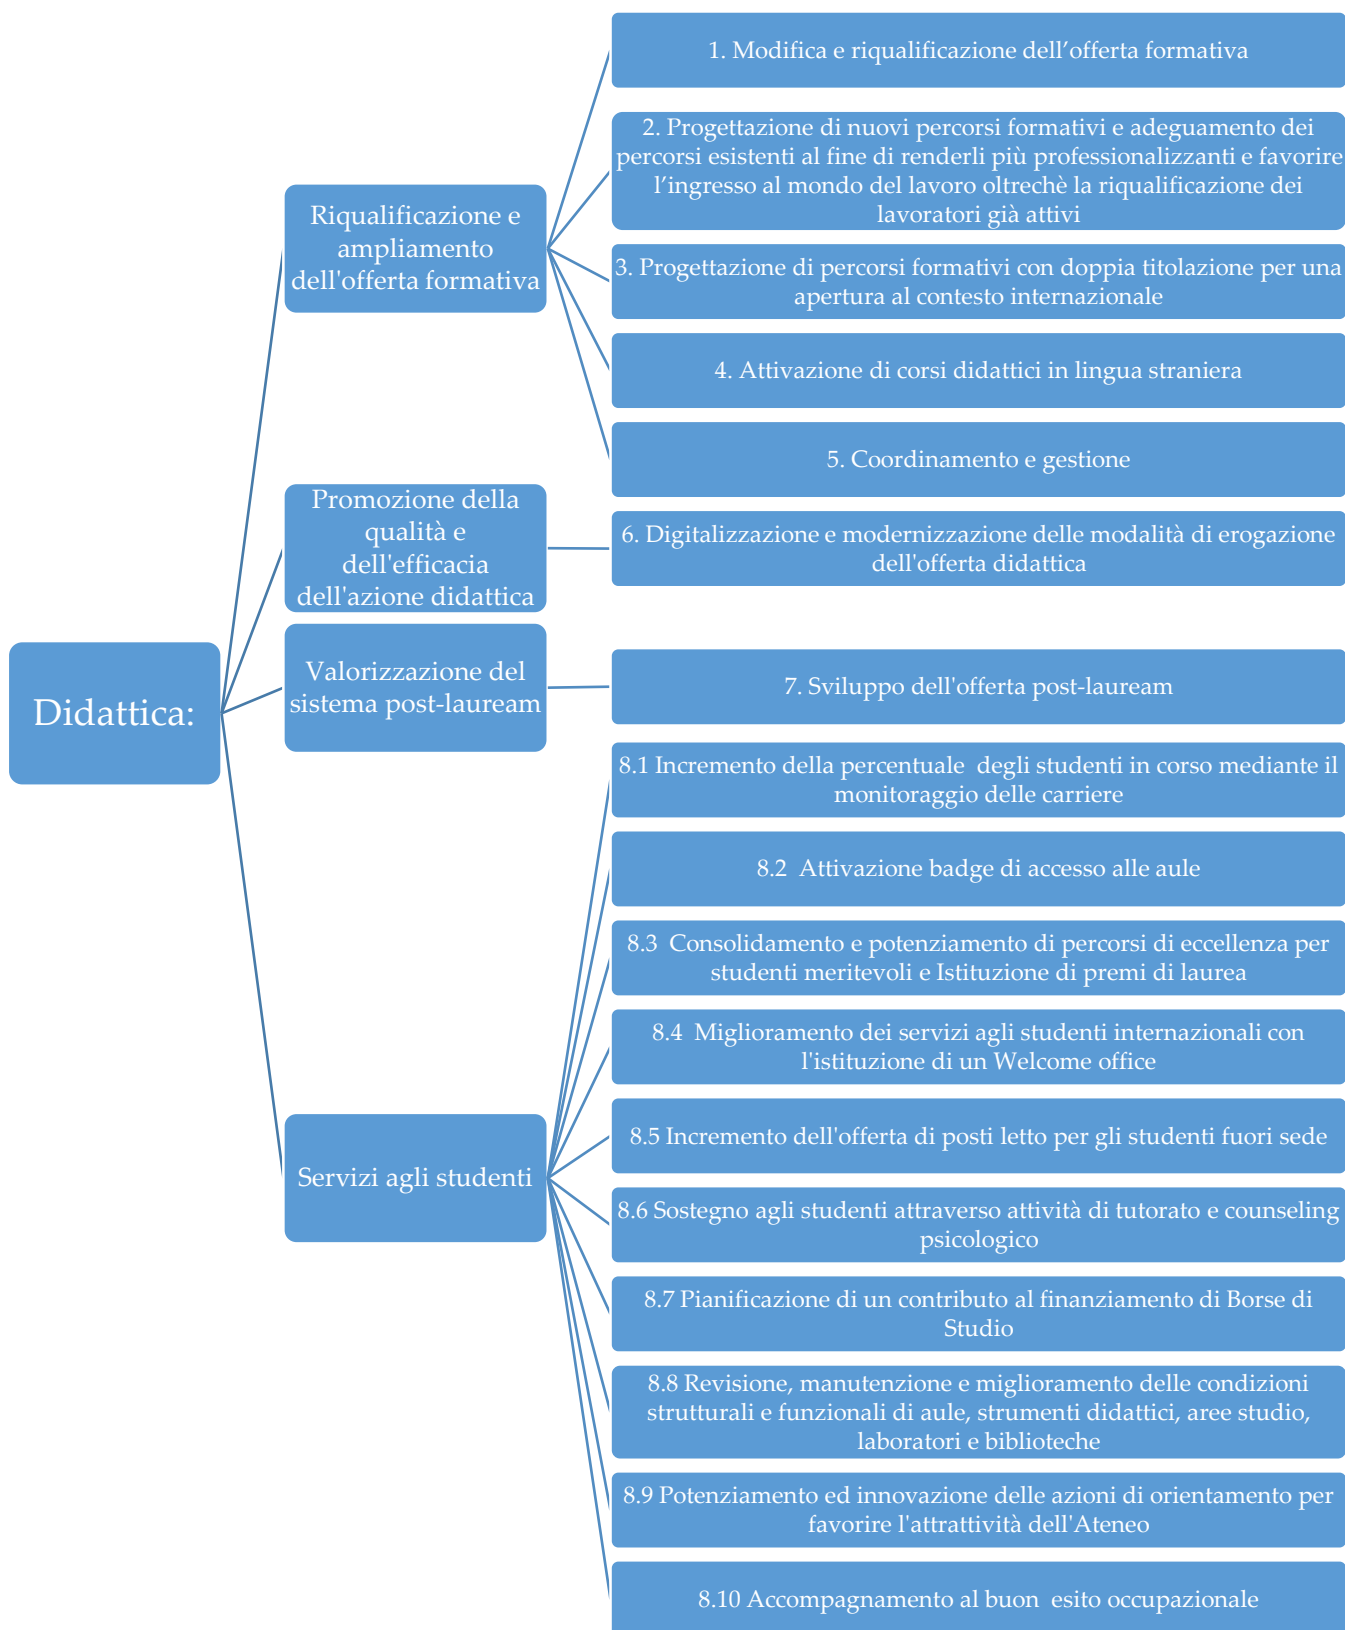 Didattica:
Riqualificazione e
ampliamento
dell'offerta formativa
1. Modifica e riqualificazione dell’offerta formativa
2. Progettazione di nuovi percorsi formativi e adeguamento dei
percorsi esistenti al fine di renderli più professionalizzanti e favorire
l’ingresso al mondo del lavoro oltrechè la riqualificazione dei
lavoratori già attivi
3. Progettazione di percorsi formativi con doppia titolazione per una
apertura al contesto internazionale
4. Attivazione di corsi didattici in lingua straniera
5. Coordinamento e gestione
Promozione della
qualità e
dell'efficacia
dell'azione didattica
6. Digitalizzazione e modernizzazione delle modalità di erogazione
dell'offerta didattica
Valorizzazione del
sistema post-lauream
7. Sviluppo dell'offerta post-lauream
Servizi agli studenti
8.1 Incremento della percentuale  degli studenti in corso mediante il
monitoraggio delle carriere
8.2  Attivazione badge di accesso alle aule
8.3  Consolidamento e potenziamento di percorsi di eccellenza per
studenti meritevoli e Istituzione di premi di laurea
8.4  Miglioramento dei servizi agli studenti internazionali con
l'istituzione di un Welcome office
8.5 Incremento dell'offerta di posti letto per gli studenti fuori sede
8.6 Sostegno agli studenti attraverso attività di tutorato e counseling
psicologico
8.7 Pianificazione di un contributo al finanziamento di Borse di
Studio
8.8 Revisione, manutenzione e miglioramento delle condizioni
strutturali e funzionali di aule, strumenti didattici, aree studio,
laboratori e biblioteche
8.9 Potenziamento ed innovazione delle azioni di orientamento per
favorire l'attrattività dell'Ateneo
8.10 Accompagnamento al buon  esito occupazionale